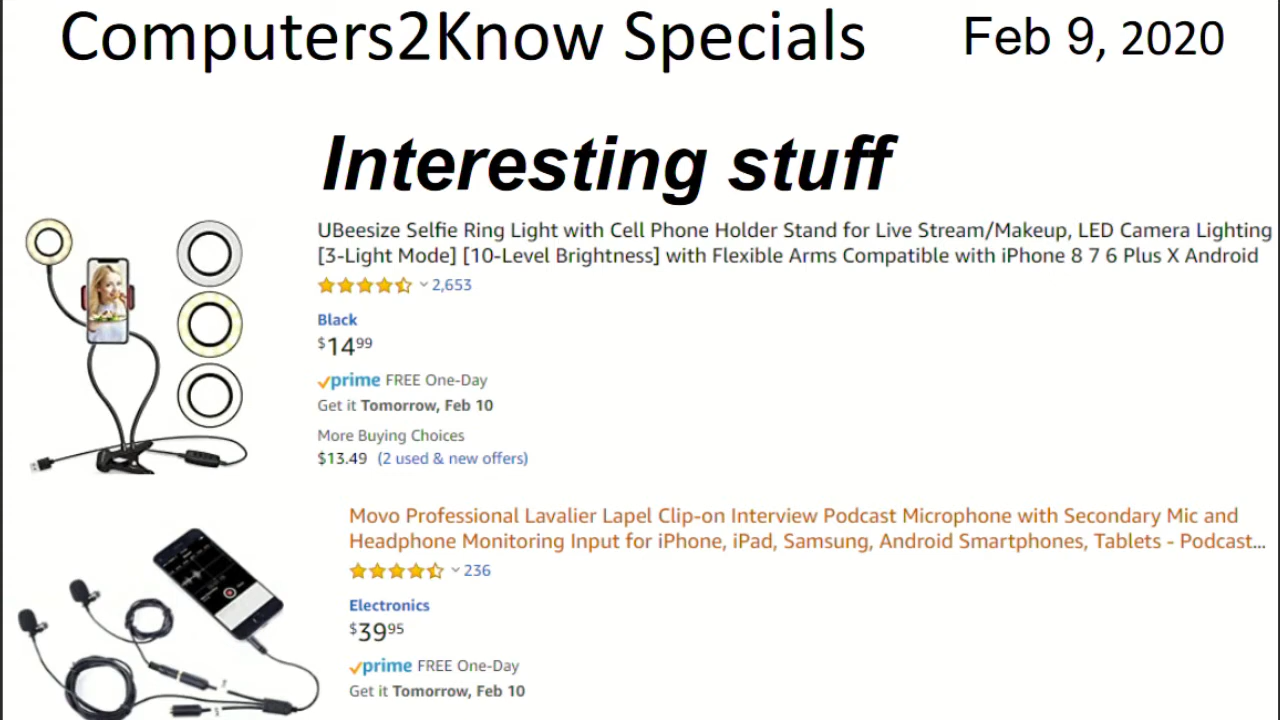 Computers2Know Specials Feb 9, 2020
Interesting stuff
UBeesize Selfie Ring Light with Cell Phone Holder Stand for Live Stream/Makeup, LED Camera Lighting
[3-Light Mode] [10-Level Brightness] with Flexible Arms Compatible with iPhone 8 7 6 Plus X Android
2,653
Black
$14 99
prime FREE One-Day
Get it Tomorrow, Feb 10
More Buying Choices
$13.49 (2 used & new offers)
Movo Professional Lavalier Lapel Clip-on Interview Podcast Microphone with Secondary Mic and
Headphone Monitoring Input for iPhone, iPad, Samsung, Android Smartphones, Tablets - Podcast...
236
Electronics
$39 95
prime FREE One-Day
Get it Tomorrow, Feb 10